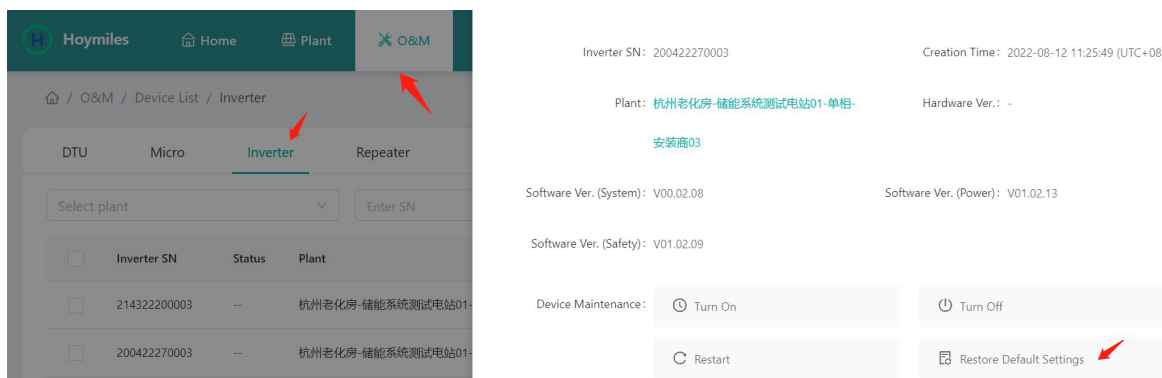 Hoymiles Home Plant O&M
/ O&M / Device List / Inverter
DTU Micro Inverter Repeater
Select plant Enter SN
Inverter SN Status Plant
214322200003 -- 杭州老化房-储能系统测试电站01-
200422270003 -- 杭州老化房-储能系统测试电站01-
Inverter SN: 200422270003 Creation Time: 2022-08-12 11:25:49 (UTC+08
Plant: 杭州老化房-储能系统测试电站01-单相- Hardware Ver.: -
安装商03
Software Ver. (System): V00.02.08 Software Ver. (Power): V01.02.13
Software Ver. (Safety): V01.02.09
Device Maintenance: Turn On Turn Off
Restart Restore Default Settings